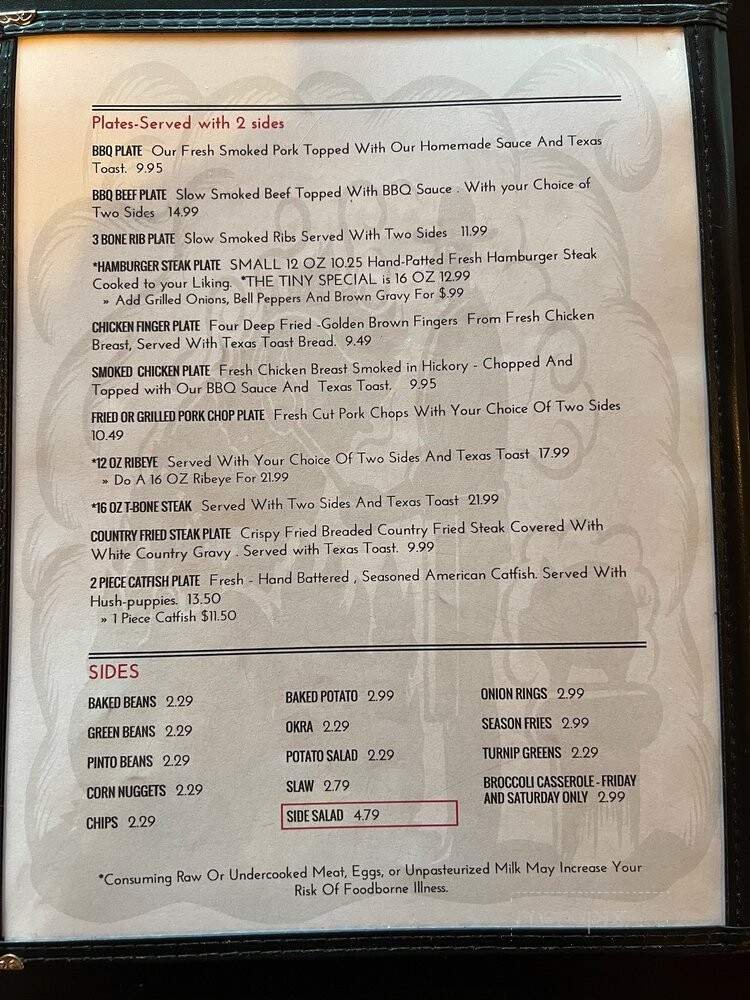 Plates-Served with 2 sides
BBQ PLATE Our Fresh Smoked Pork Topped With Our Homemade Sauce And Texas
Toast. 9.95
BBQ BEEF PLATE Slow Smoked Beef Topped With BBQ Sauce . With your Choice of
Two Sides 14.99
3 BONE RIB PLATE Slow Smoked Ribs Served With Two Sides 11.99
*HAMBURGER STEAK PLATE SMALL 12 OZ 10.25 Hand-Patted Fresh Hamburger Steak
Cooked to your Liking. *THE TINY SPECIAL is 16 OZ 12.99
» Add Grilled Onions, Bell Peppers And Brown Gravy For $.99
CHICKEN FINGER PLATE Four Deep Fried -Golden Brown Fingers From Fresh Chicken
Breast, Served With Texas Toast Bread. 9.49
SMOKED CHICKEN PLATE Fresh Chicken Breast Smoked in Hickory - Chopped And
Topped with Our BBQ Sauce And Texas Toast. 9.95
FRIED OR GRILLED PORK CHOP PLATE Fresh Cut Pork Chops With Your Choice Of Two Sides
10.49
*12 OZ RIBEYE Served With Your Choice Of Two Sides And Texas Toast 17.99
» Do A 16 OZ Ribeye For 21.99
*16 OZ T-BONE STEAK Served With Two Sides And Texas Toast 21.99
COUNTRY FRIED STEAK PLATE Crispy Fried Breaded Country Fried Steak Covered With
White Country Gravy . Served with Texas Toast. 9.99
2 PIECE CATFISH PLATE Fresh - Hand Battered , Seasoned American Catfish. Served With
Hush-puppies. 13.50
» 1 Piece Catfish $11.50
SIDES
BAKED BEANS 2.29
GREEN BEANS 2.29
PINTO BEANS 2.29
CORN NUGGETS 2.29
CHIPS 2.29
BAKED POTATO 2.99
OKRA 2.29
POTATO SALAD 2.29
SLAW 2.79
SIDE SALAD 4.79
ONION RINGS 2.99
SEASON FRIES 2.99
TURNIP GREENS 2.29
BROCCOLI CASSEROLE - FRIDAY
AND SATURDAY ONLY 2.99
*Consuming Raw Or Undercooked Meat, Eggs, or Unpasteurized Milk May Increase Your
Risk Of Foodborne Illness.